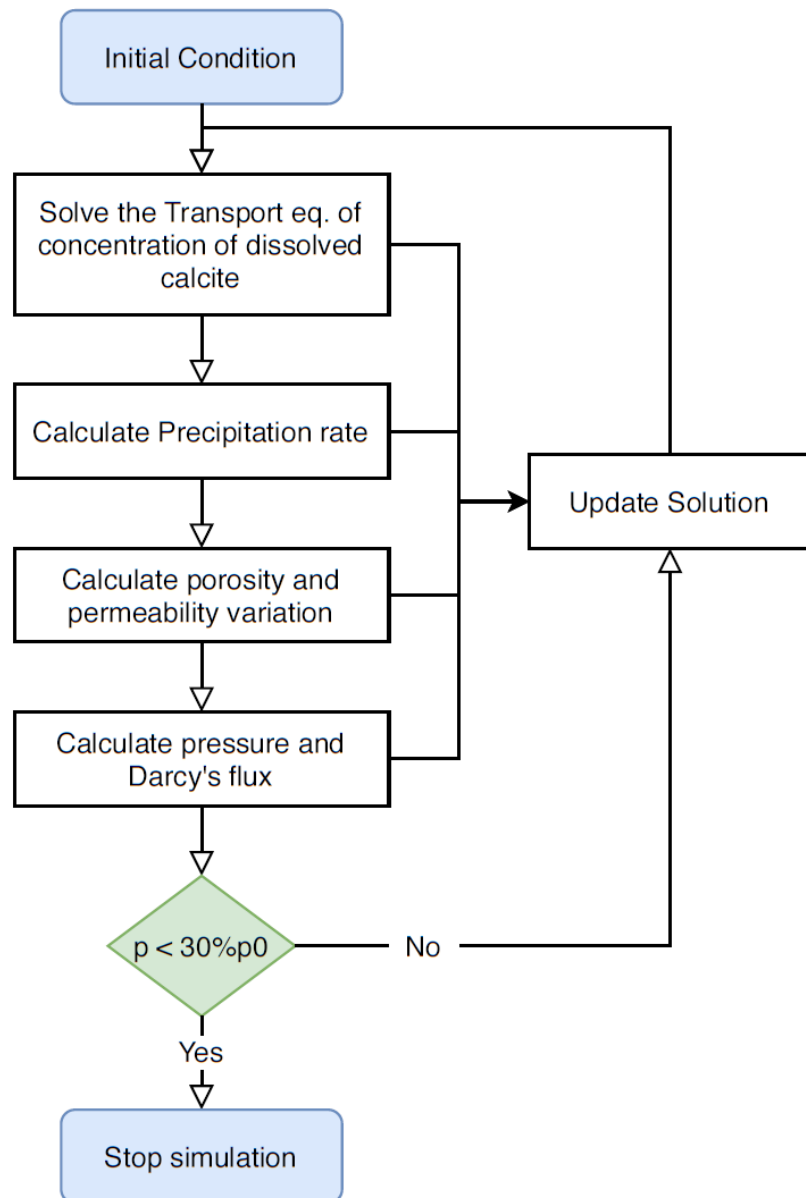 Initial Condition
Solve the Transport eq. of
concentration of dissolved
calcite
Calculate Precipitation rate
Update Solution
Calculate porosity and
permeability variation
Calculate pressure and
Darcy's flux
p < 30%p0
No
Yes
Stop simulation